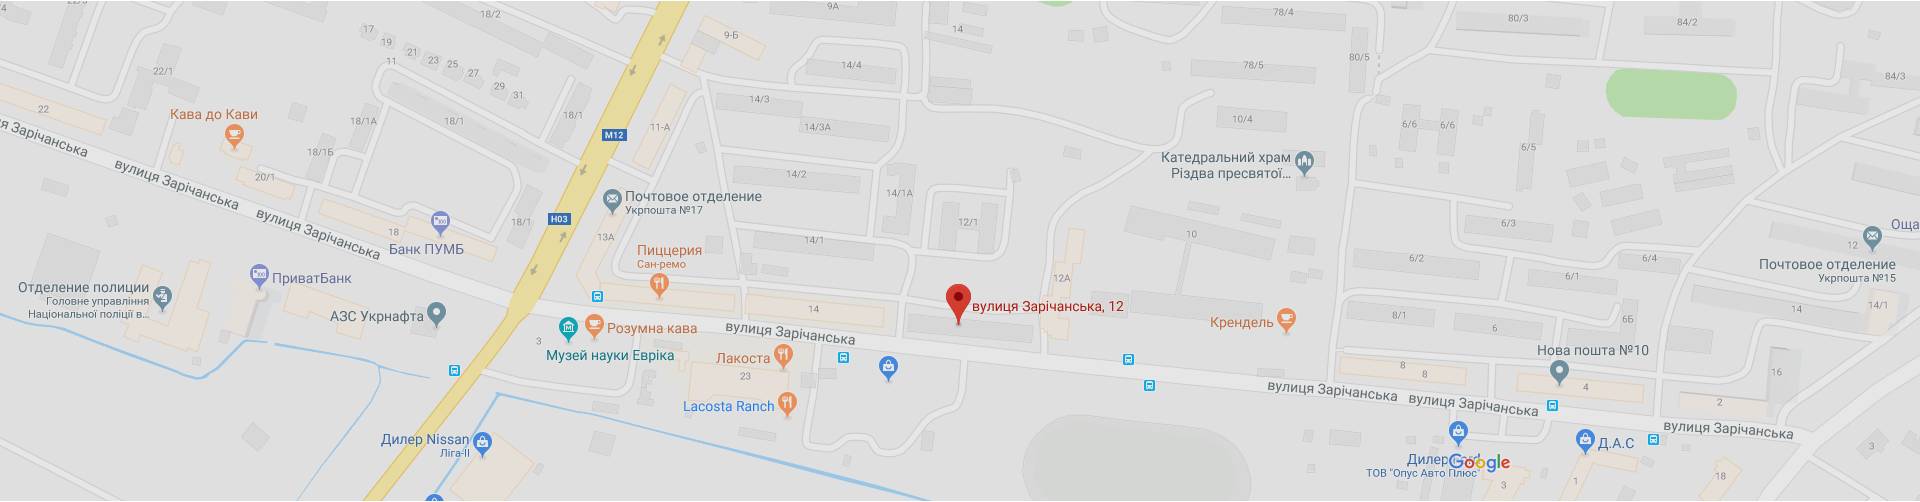 9А
18/2
18/2
14
78/4
80/3
84/2
9-Б
17
19
21
23
25
27
29
31
11
14/4
78/5
80/5
84/3
22/1
22
14/3
11-А
18/1
18/1
Кава до Кави
M12
14/3А
10/4
6/6
6/6
6/5
вулиця Зарічанська
18/1Б
Катедральний храм
Різдва пресвятої...
вулиця Зарічанська
20/1
14/2
14/1А
Почтовое отделение
Укрпошта №17
H03
вулиця Зарічанська
18
18/1
12/1
6/3
Банк ПУМБ
13А
14/1
10
Оща
12
Пиццерия
Сан-ремо
6/2
6/4
6/1
Почтовое отделение
Укрпошта №15
ПриватБанк
12А
Отделение полиции
Головне управління
Національної поліції в...
14
вулиця Зарічанська, 12
14/1
АЗС Укрнафта
8/1
6
6Б
Крендель
Розумна кава
вулиця Зарічанська
3
Музей науки Евріка
Лакоста
Нова пошта №10
23
8
8
16
4
вулиця Зарічанська
вулиця Зарічанська
2
Lacosta Ranch
вулиця Зарічанська
Дилер Nissan
Ліга-ІІ
Д.А.С
3
Google
ТОВ "Опус Авто Плюс"
3
1
18